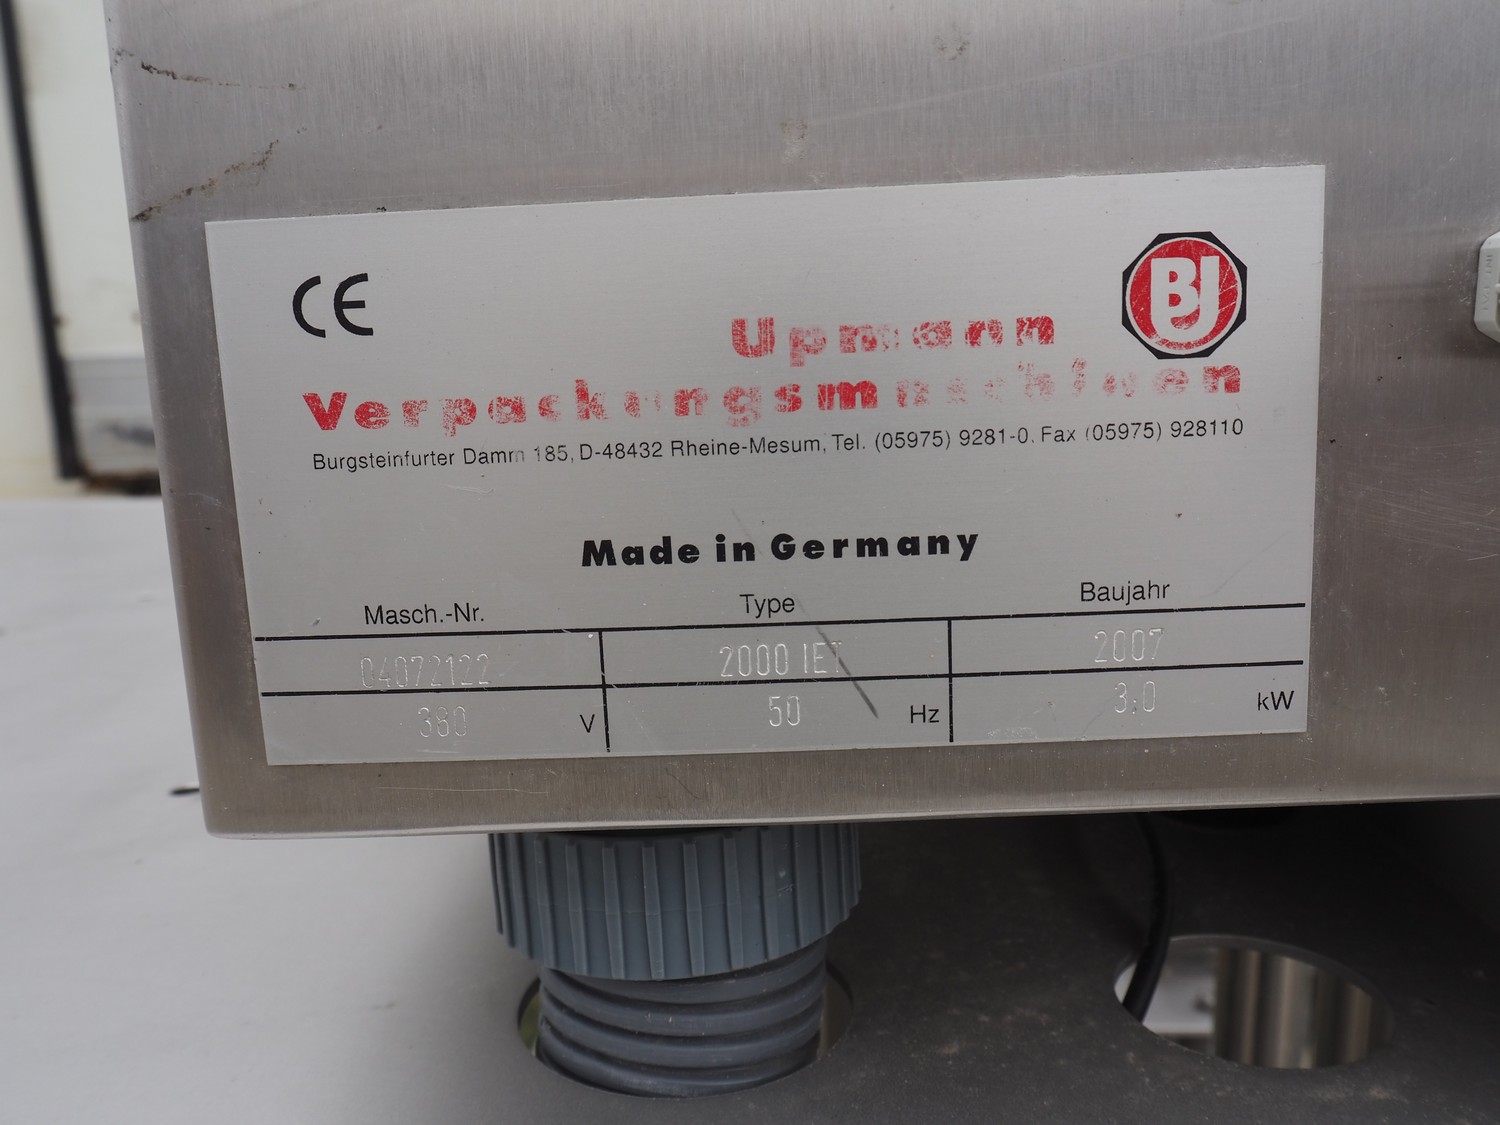 CE
BU
Upmann
Verpackungsmaschinen
Burgsteinfurter Damm 185, D-48432 Rheine-Mesum, Tel. (05975) 9281-0, Fax (05975) 928110
Made in Germany
Masch.-Nr. Type Baujahr
04072122 2000 IET 2007
380 V 50 Hz 3,0 kW